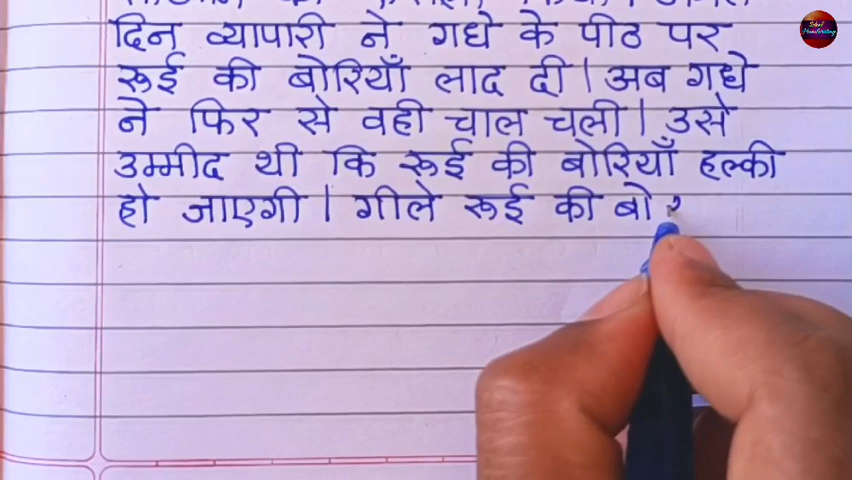 दिन व्यापारी ने गधे के पीठ पर
रूई की बोरियाँ लाद दी । अब गधे
ने फिर से वही चाल चली । उसे
उम्मीद थी कि रूई की बोरियाँ हल्की
हो जाएगी । गीले रूई की बो